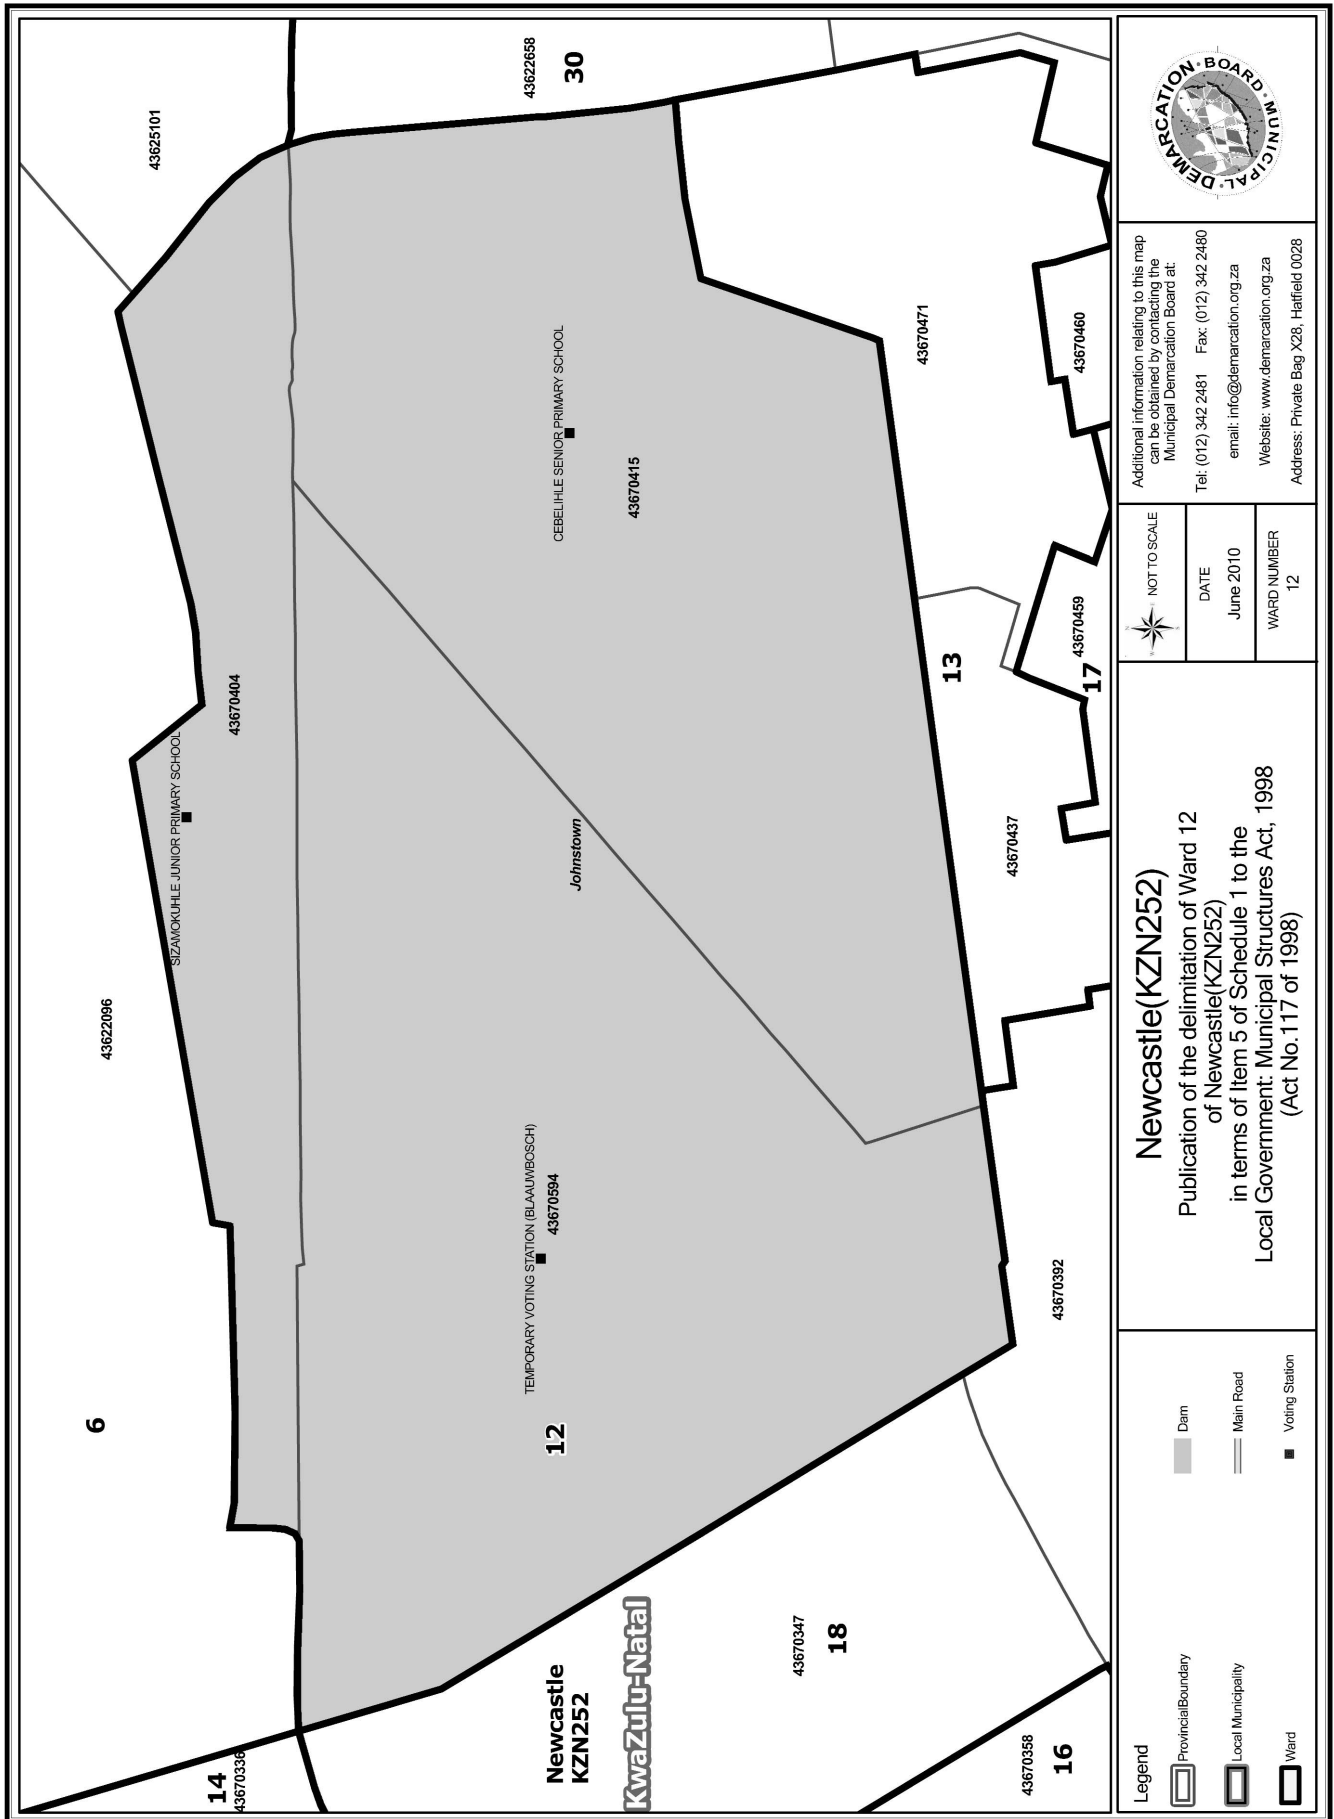 6
43622096
43625101
SIZAMOKUHLE JUNIOR PRIMARY SCHOOL
43670404
14
43670336
43622658
30
TEMPORARY VOTING STATION (BLAAUWBOSCH)
43670594
12
CEBELIHLE SENIOR PRIMARY SCHOOL
43670415
Johnstown
Newcastle
KZN252
KwaZulu-Natal
43670347
18
43670471
13
43670437
43670392
43670358
16
43670459
17
43670460
Legend
ProvincialBoundary
Local Municipality
Ward
Dam
Main Road
Voting Station
Newcastle(KZN252)
Publication of the delimitation of Ward 12
of Newcastle(KZN252)
in terms of Item 5 of Schedule 1 to the
Local Government: Municipal Structures Act, 1998
(Act No.117 of 1998)
NOT TO SCALE
DATE
June 2010
WARD NUMBER
12
Additional information relating to this map
can be obtained by contacting the
Municipal Demarcation Board at:
Tel: (012) 342 2481 Fax: (012) 342 2480
email: info@demarcation.org.za
Website: www.demarcation.org.za
Address: Private Bag X28, Hatfield 0028
MUNICIPAL DEMARCATION BOARD